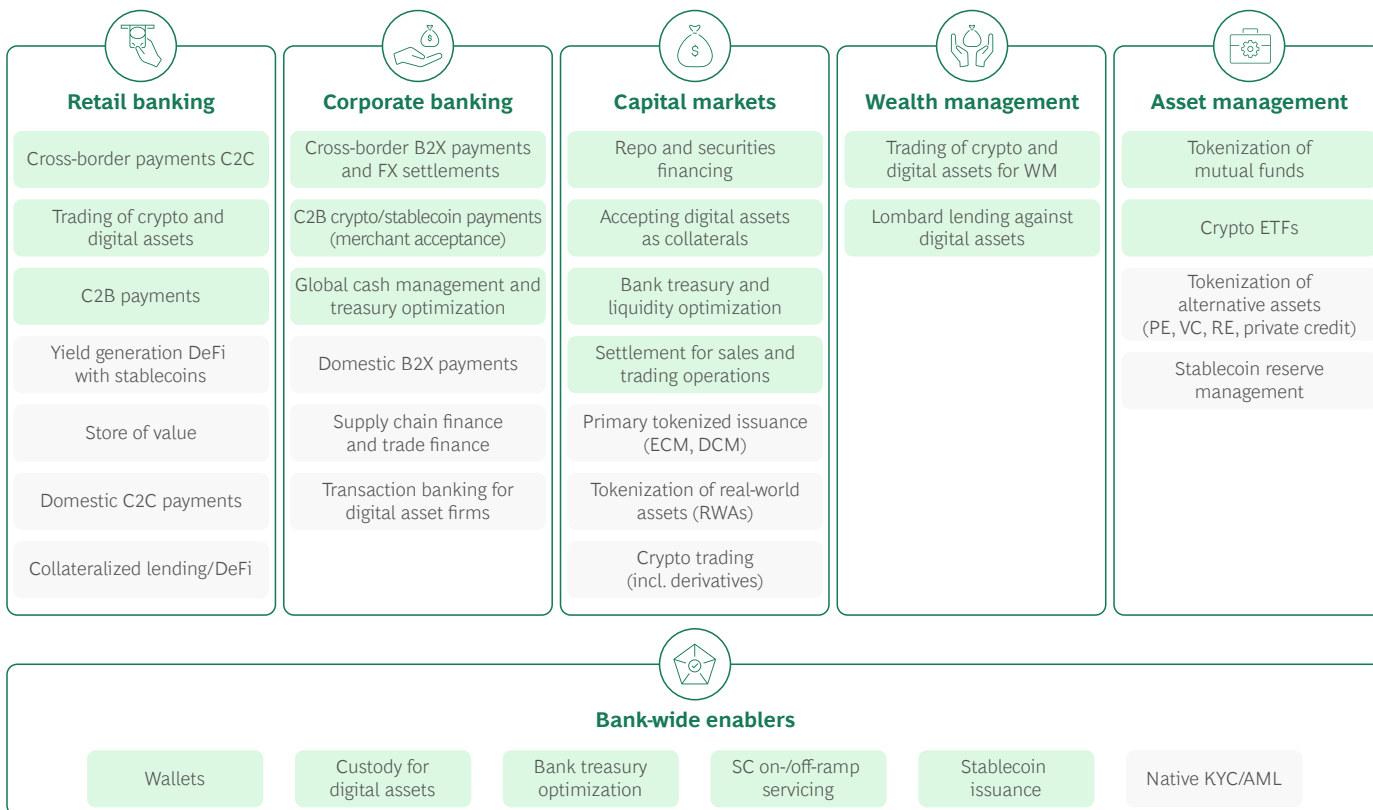 $
$
Retail banking
Cross-border payments C2C
Trading of crypto and
digital assets
C2B payments
Yield generation DeFi
with stablecoins
Store of value
Domestic C2C payments
Collateralized lending/DeFi
Corporate banking
Cross-border B2X payments
and FX settlements
C2B crypto/stablecoin payments
(merchant acceptance)
Global cash management and
treasury optimization
Domestic B2X payments
Supply chain finance
and trade finance
Transaction banking for
digital asset firms
Capital markets
Repo and securities
financing
Accepting digital assets
as collaterals
Bank treasury and
liquidity optimization
Settlement for sales and
trading operations
Primary tokenized issuance
(ECM, DCM)
Tokenization of real-world
assets (RWAs)
Crypto trading
(incl. derivatives)
Wealth management
Trading of crypto and
digital assets for WM
Lombard lending against
digital assets
Asset management
Tokenization of
mutual funds
Crypto ETFs
Tokenization of
alternative assets
(PE, VC, RE, private credit)
Stablecoin reserve
management
Bank-wide enablers
Wallets
Custody for
digital assets
Bank treasury
optimization
SC on-/off-ramp
servicing
Stablecoin
issuance
Native KYC/AML